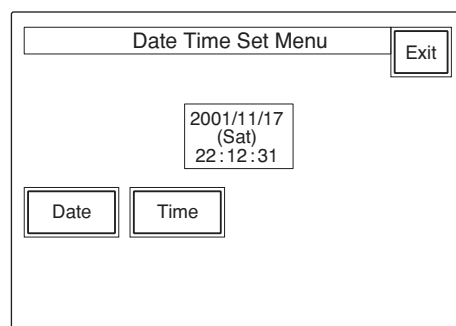 Date Time Set Menu
Exit
2001/11/17
(Sat)
22:12:31
Date
Time